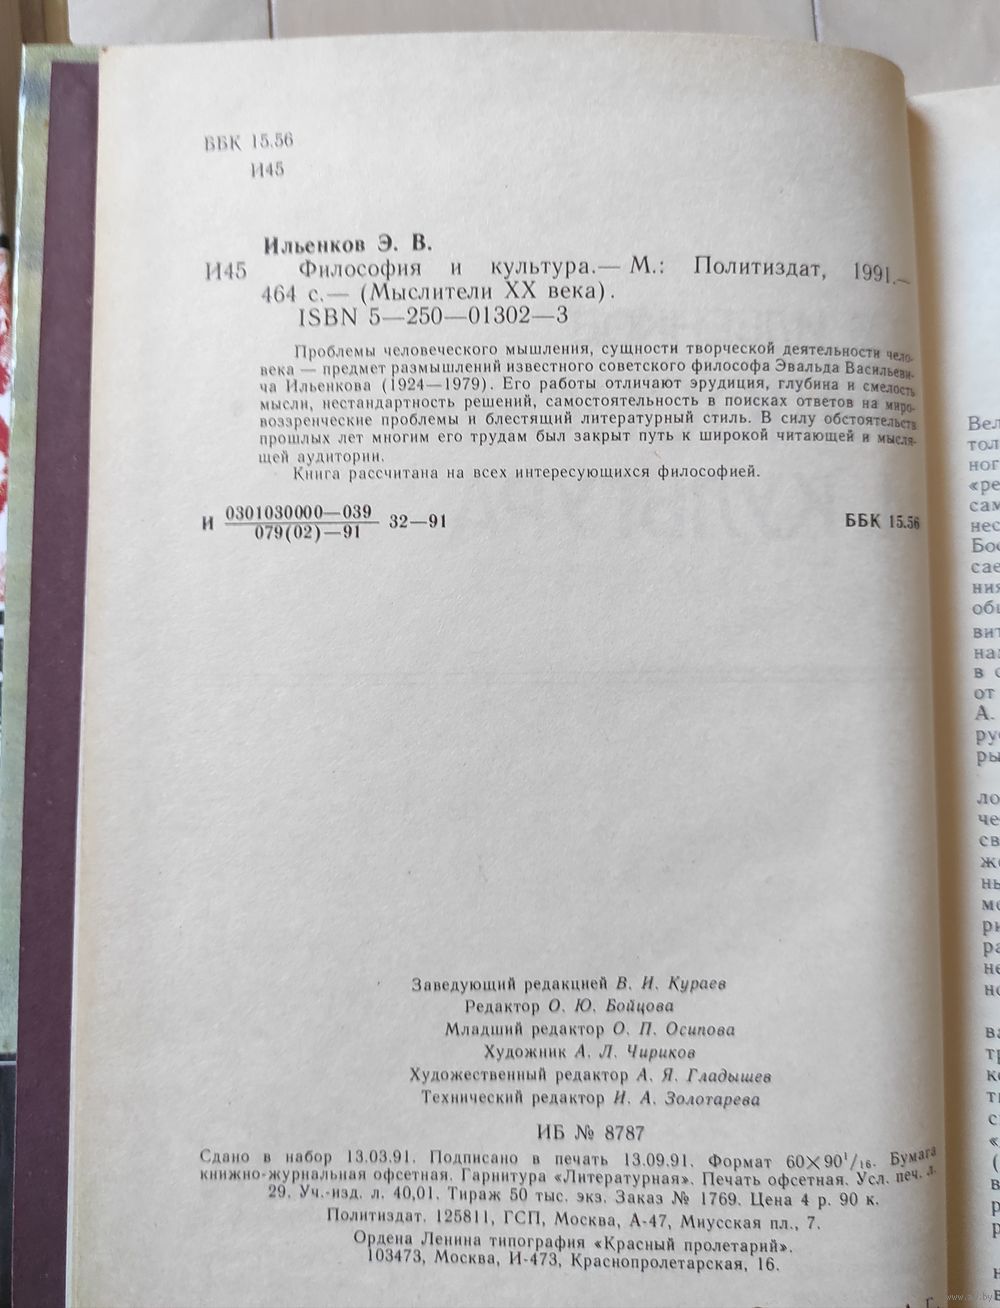 ББК 15.56
И45
Ильенков Э. В.
И45 Философия и культура.— М.: Политиздат, 1991.—
464 с.— (Мыслители XX века).
ISBN 5—250—01302—3
Проблемы человеческого мышления, сущности творческой деятельности чело-
века — предмет размышлений известного советского философа Эвальда Васильеви-
ча Ильенкова (1924—1979). Его работы отличают эрудиция, глубина и смелость
мысли, нестандартность решений, самостоятельность в поисках ответов на миро-
воззренческие проблемы и блестящий литературный стиль. В силу обстоятельств
прошлых лет многим его трудам был закрыт путь к широкой читающей и мысля-
щей аудитории.
Книга рассчитана на всех интересующихся философией.
И 0301030000—039 32—91 ББК 15.56
079(02)—91
Заведующий редакцией В. И. Кураев
Редактор О. Ю. Бойцова
Младший редактор О. П. Осипова
Художник А. Л. Чириков
Художественный редактор А. Я. Гладышев
Технический редактор И. А. Золотарева
ИБ № 8787
Сдано в набор 13.03.91. Подписано в печать 13.09.91. Формат 60×90¹/₁₆. Бумага
книжно-журнальная офсетная. Гарнитура «Литературная». Печать офсетная. Усл. печ. л.
29. Уч.-изд. л. 40,01. Тираж 50 тыс. экз. Заказ № 1769. Цена 4 р. 90 к.
Политиздат. 125811, ГСП, Москва, А-47, Миусская пл., 7.
Ордена Ленина типография «Красный пролетарий».
103473, Москва, И-473, Краснопролетарская, 16.